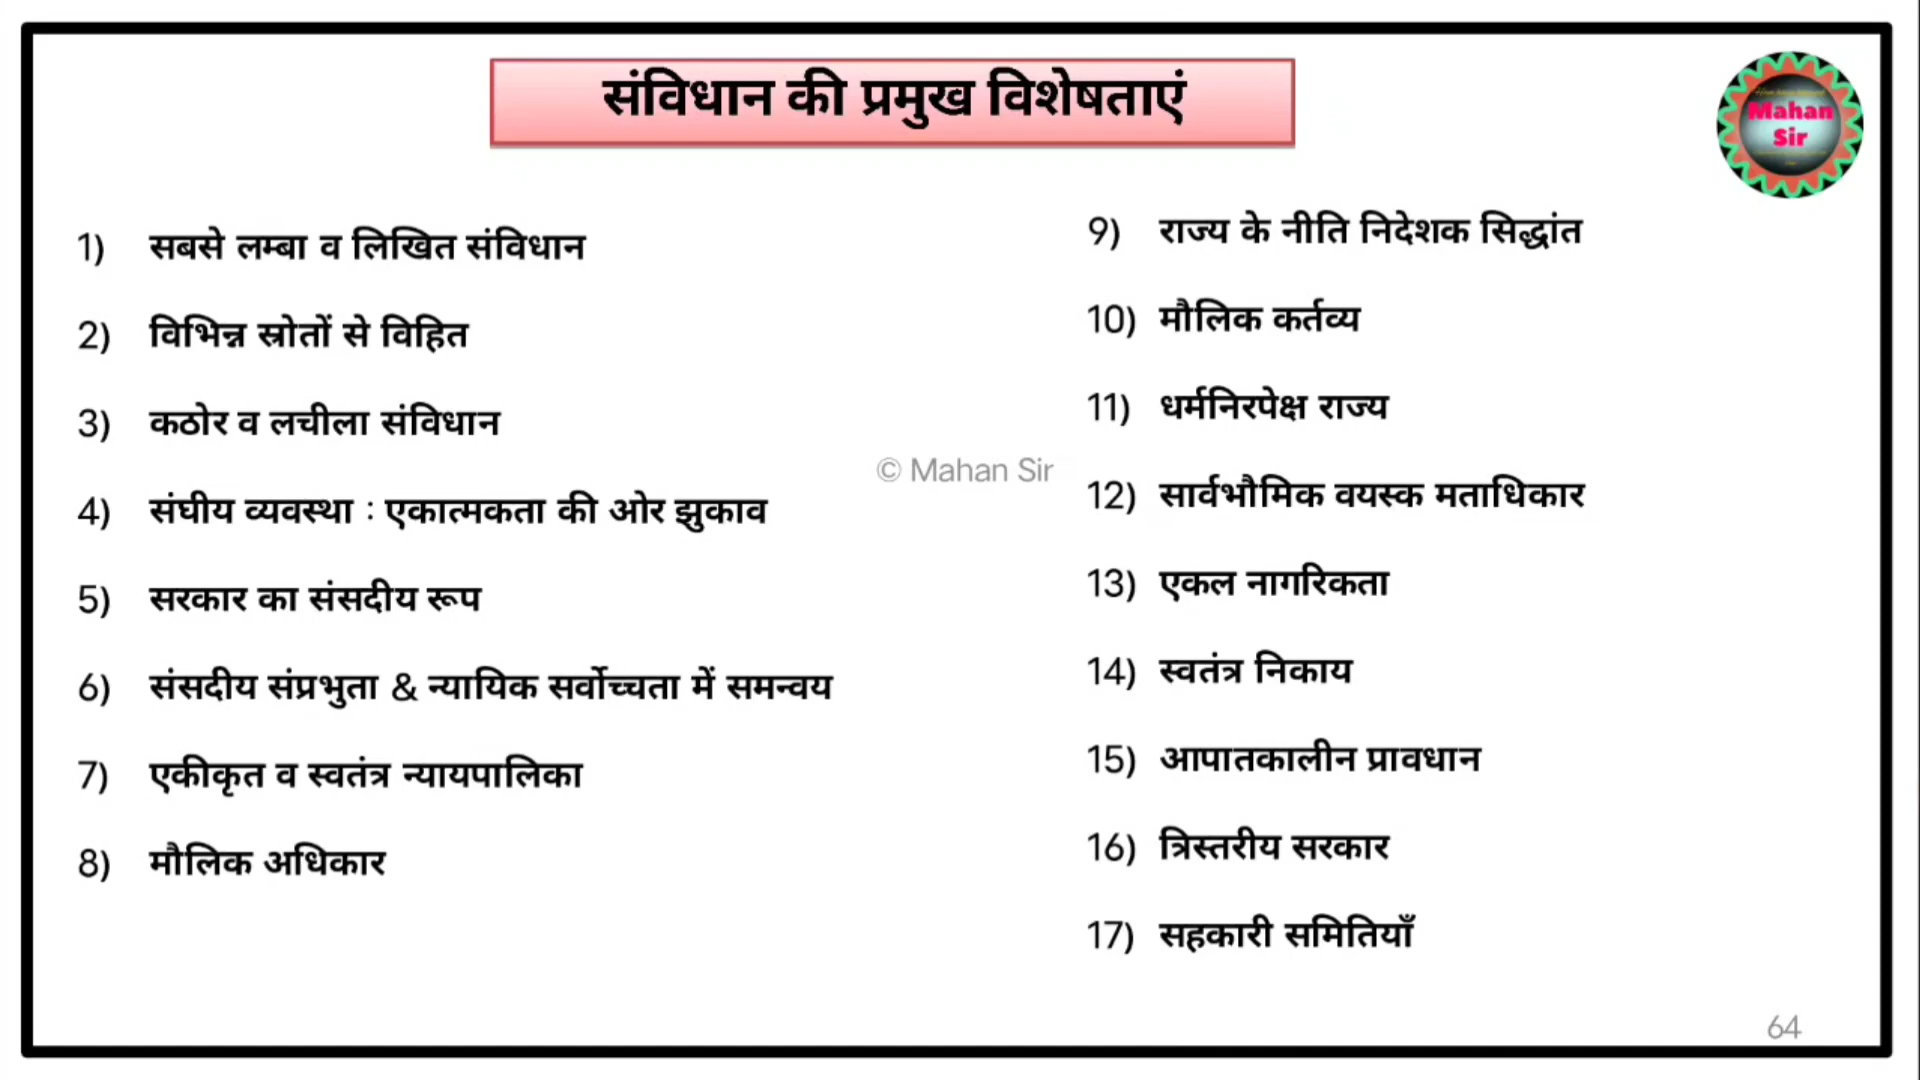 संविधान की प्रमुख विशेषताएं
Mahan
Sir
1) सबसे लम्बा व लिखित संविधान
2) विभिन्न स्रोतों से विहित
3) कठोर व लचीला संविधान
4) संघीय व्यवस्था : एकात्मकता की ओर झुकाव
5) सरकार का संसदीय रूप
6) संसदीय संप्रभुता & न्यायिक सर्वोच्चता में समन्वय
7) एकीकृत व स्वतंत्र न्यायपालिका
8) मौलिक अधिकार
© Mahan Sir
9) राज्य के नीति निदेशक सिद्धांत
10) मौलिक कर्तव्य
11) धर्मनिरपेक्ष राज्य
12) सार्वभौमिक वयस्क मताधिकार
13) एकल नागरिकता
14) स्वतंत्र निकाय
15) आपातकालीन प्रावधान
16) त्रिस्तरीय सरकार
17) सहकारी समितियाँ
64